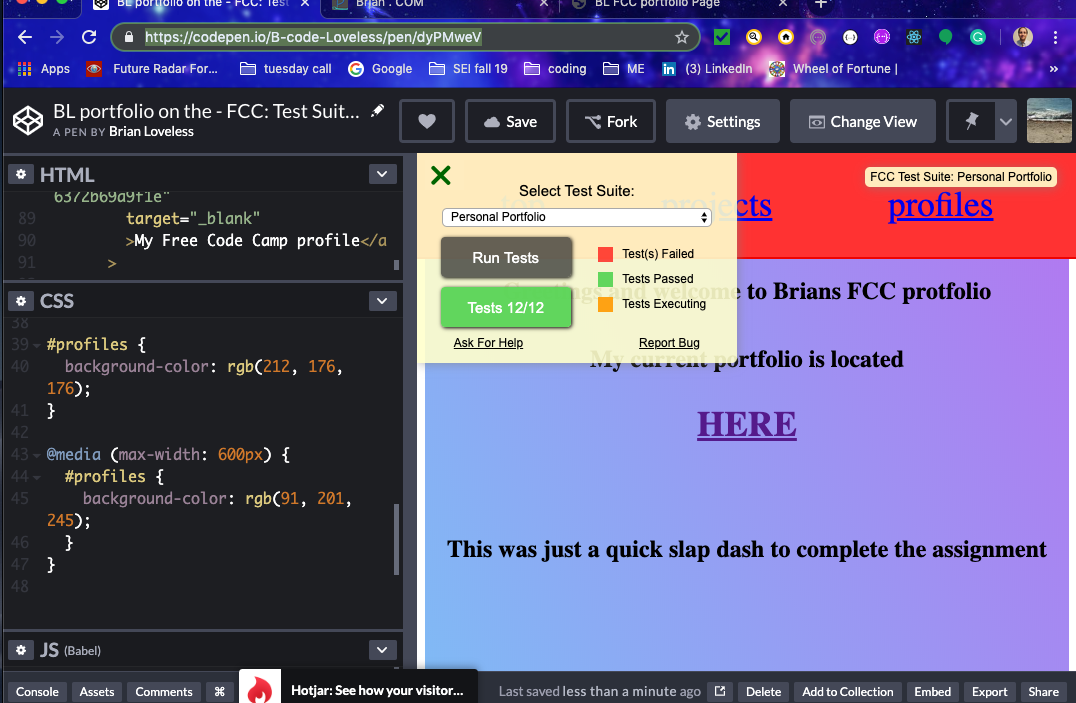 BL portfolio on the - FCC: Test
Brian . COM
BL FCC portfolio Page
https://codepen.io/B-code-Loveless/pen/dyPMweV
Apps
Future Radar For...
tuesday call
Google
SEI fall 19
coding
ME
(3) LinkedIn
Wheel of Fortune |
»
BL portfolio on the - FCC: Test Suit...
A PEN BY Brian Loveless
Save
Fork
Settings
Change View
HTML
6372b69a9f1e"
89 target="_blank"
90 >My Free Code Camp profile</a
91 >
CSS
38
39 #profiles {
40 background-color: rgb(212, 176,
176);
41 }
42
43 @media (max-width: 600px) {
44 #profiles {
45 background-color: rgb(91, 201,
245);
46 }
47 }
48
JS (Babel)
FCC Test Suite: Personal Portfolio
top
projects
profiles
Select Test Suite:
Personal Portfolio
Run Tests
Tests 12/12
Test(s) Failed
Tests Passed
Tests Executing
Ask For Help
Report Bug
Greetings and welcome to Brians FCC protfolio
My current portfolio is located
HERE
This was just a quick slap dash to complete the assignment
Console
Assets
Comments
⌘
Hotjar: See how your visitor...
Last saved less than a minute ago
Delete
Add to Collection
Embed
Export
Share